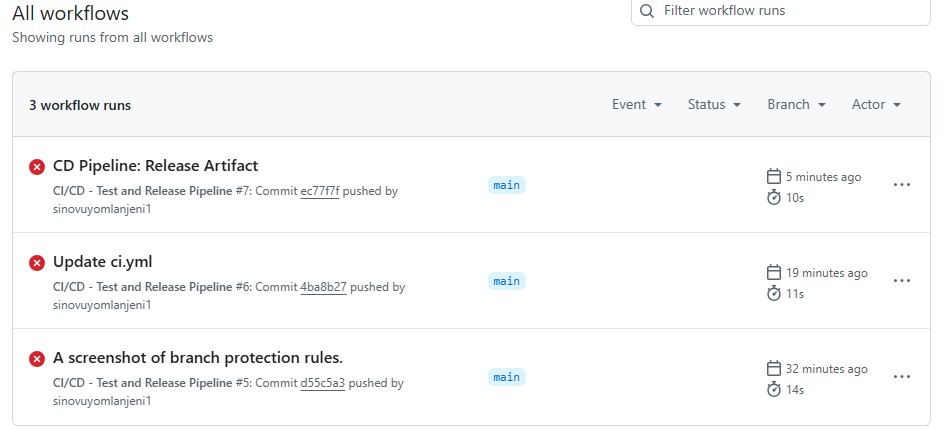 All workflows
Filter workflow runs
Showing runs from all workflows
3 workflow runs
Event
Status
Branch
Actor
CD Pipeline: Release Artifact
CI/CD - Test and Release Pipeline #7: Commit ec77f7f pushed by
sinovuyomlanjeni1
main
5 minutes ago
10s
Update ci.yml
CI/CD - Test and Release Pipeline #6: Commit 4ba8b27 pushed by
sinovuyomlanjeni1
main
19 minutes ago
11s
A screenshot of branch protection rules.
CI/CD - Test and Release Pipeline #5: Commit d55c5a3 pushed by
sinovuyomlanjeni1
main
32 minutes ago
14s